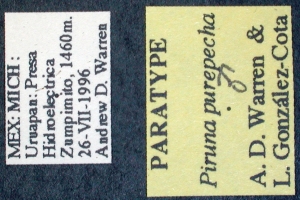 MEX: MICH :
Uruapan: Presa
Hidroelectrica
Zumpimito, 1460m.
26-VII-1996
Andrew D. Warren
PARATYPE
Piruna purepecha
♂
A. D. Warren &
L. González-Cota